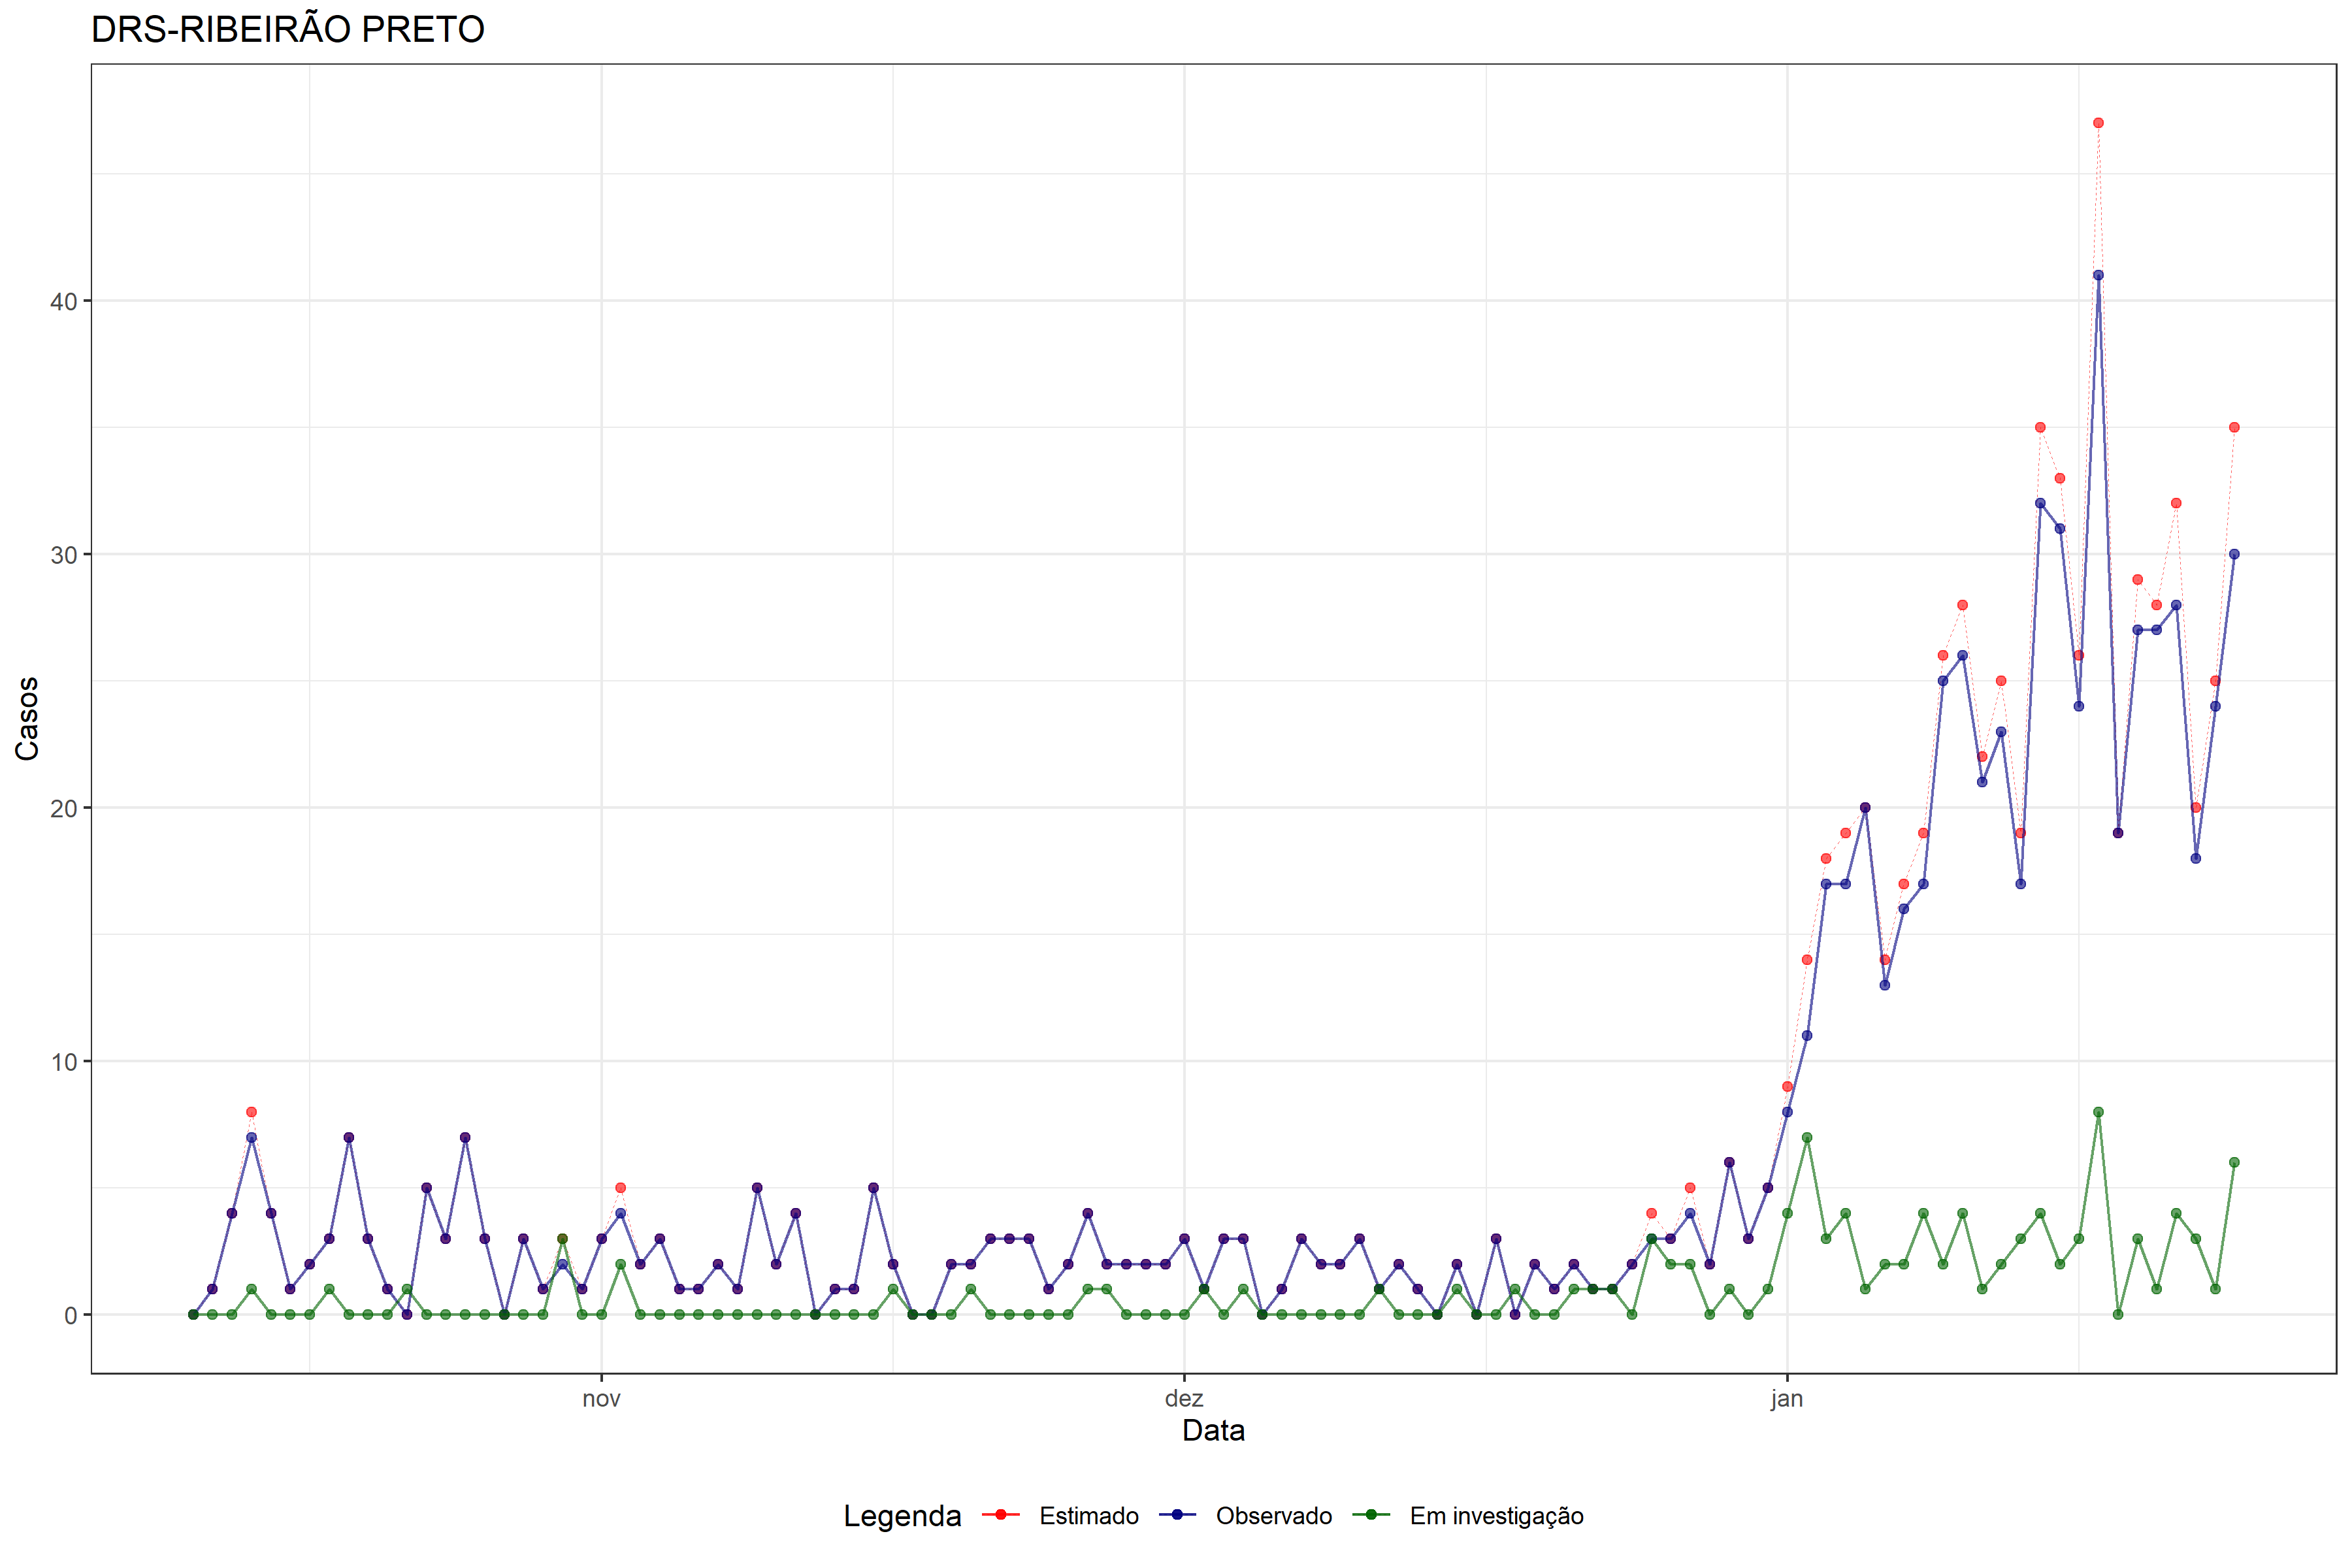 DRS-RIBEIRÃO PRETO
Casos
40
30
20
10
0
nov dez jan
Data
Legenda Estimado Observado Em investigação